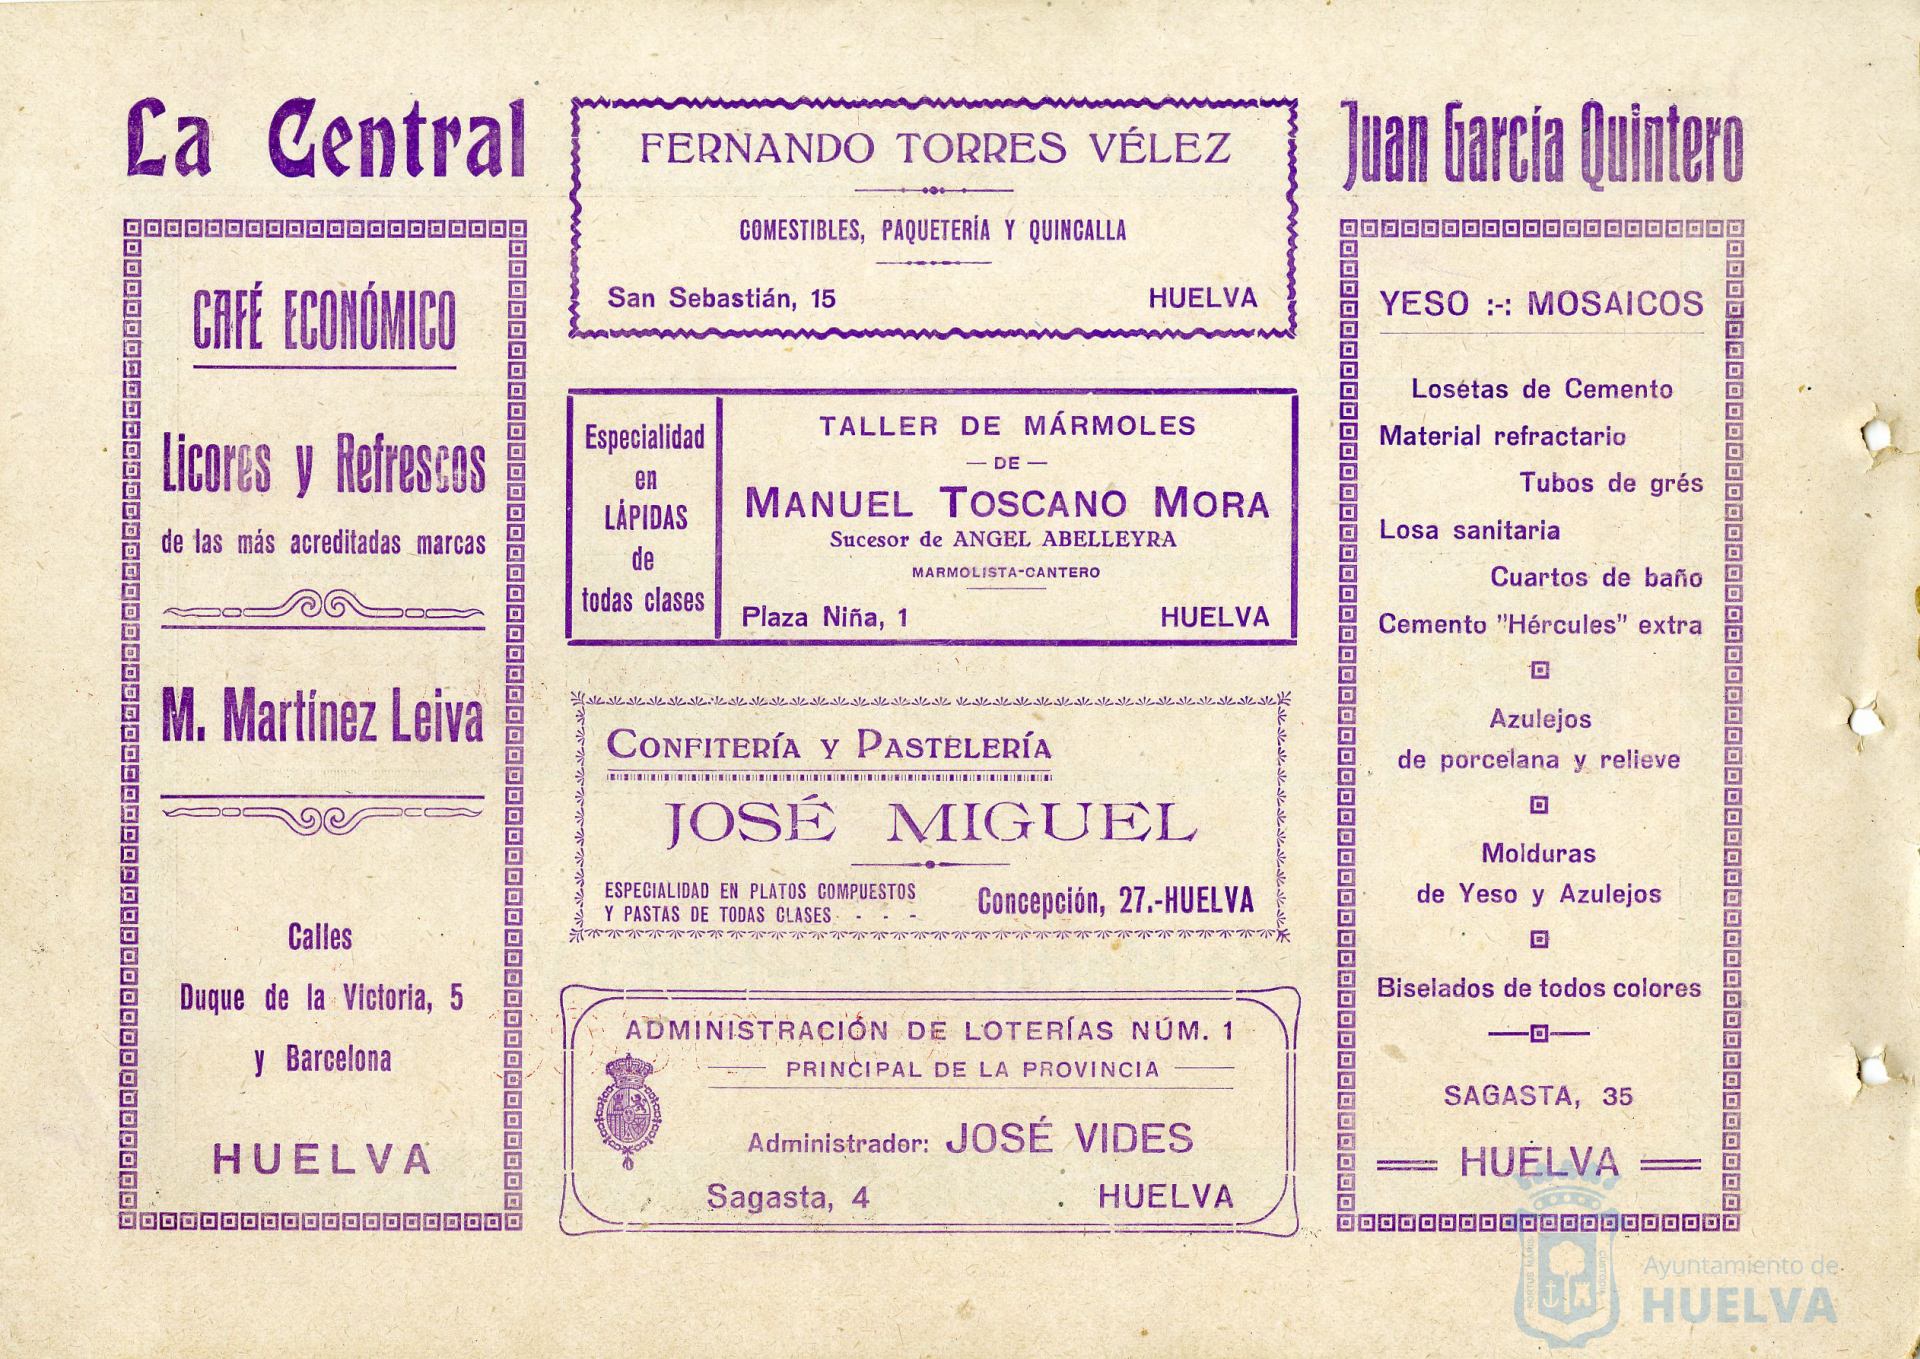 La Central
CAFÉ ECONÓMICO
Licores y Refrescos
de las más acreditadas marcas
M. Martínez Leiva
Calles
Duque de la Victoria, 5
y Barcelona
HUELVA
FERNANDO TORRES VÉLEZ
COMESTIBLES, PAQUETERÍA Y QUINCALLA
San Sebastián, 15 HUELVA
Especialidad
en
LÁPIDAS
de
todas clases
TALLER DE MÁRMOLES
— DE —
MANUEL TOSCANO MORA
Sucesor de ANGEL ABELLEYRA
MARMOLISTA-CANTERO
Plaza Niña, 1 HUELVA
CONFITERÍA Y PASTELERÍA
JOSÉ MIGUEL
ESPECIALIDAD EN PLATOS COMPUESTOS
Y PASTAS DE TODAS CLASES - - -
Concepción, 27.-HUELVA
ADMINISTRACIÓN DE LOTERÍAS NÚM. 1
PRINCIPAL DE LA PROVINCIA
Administrador: JOSÉ VIDES
Sagasta, 4 HUELVA
Juan García Quintero
YESO :-: MOSAICOS
Losetas de Cemento
Material refractario
Tubos de grés
Losa sanitaria
Cuartos de baño
Cemento "Hércules" extra
Azulejos
de porcelana y relieve
Molduras
de Yeso y Azulejos
Biselados de todos colores
SAGASTA, 35
HUELVA
Ayuntamiento de
HUELVA